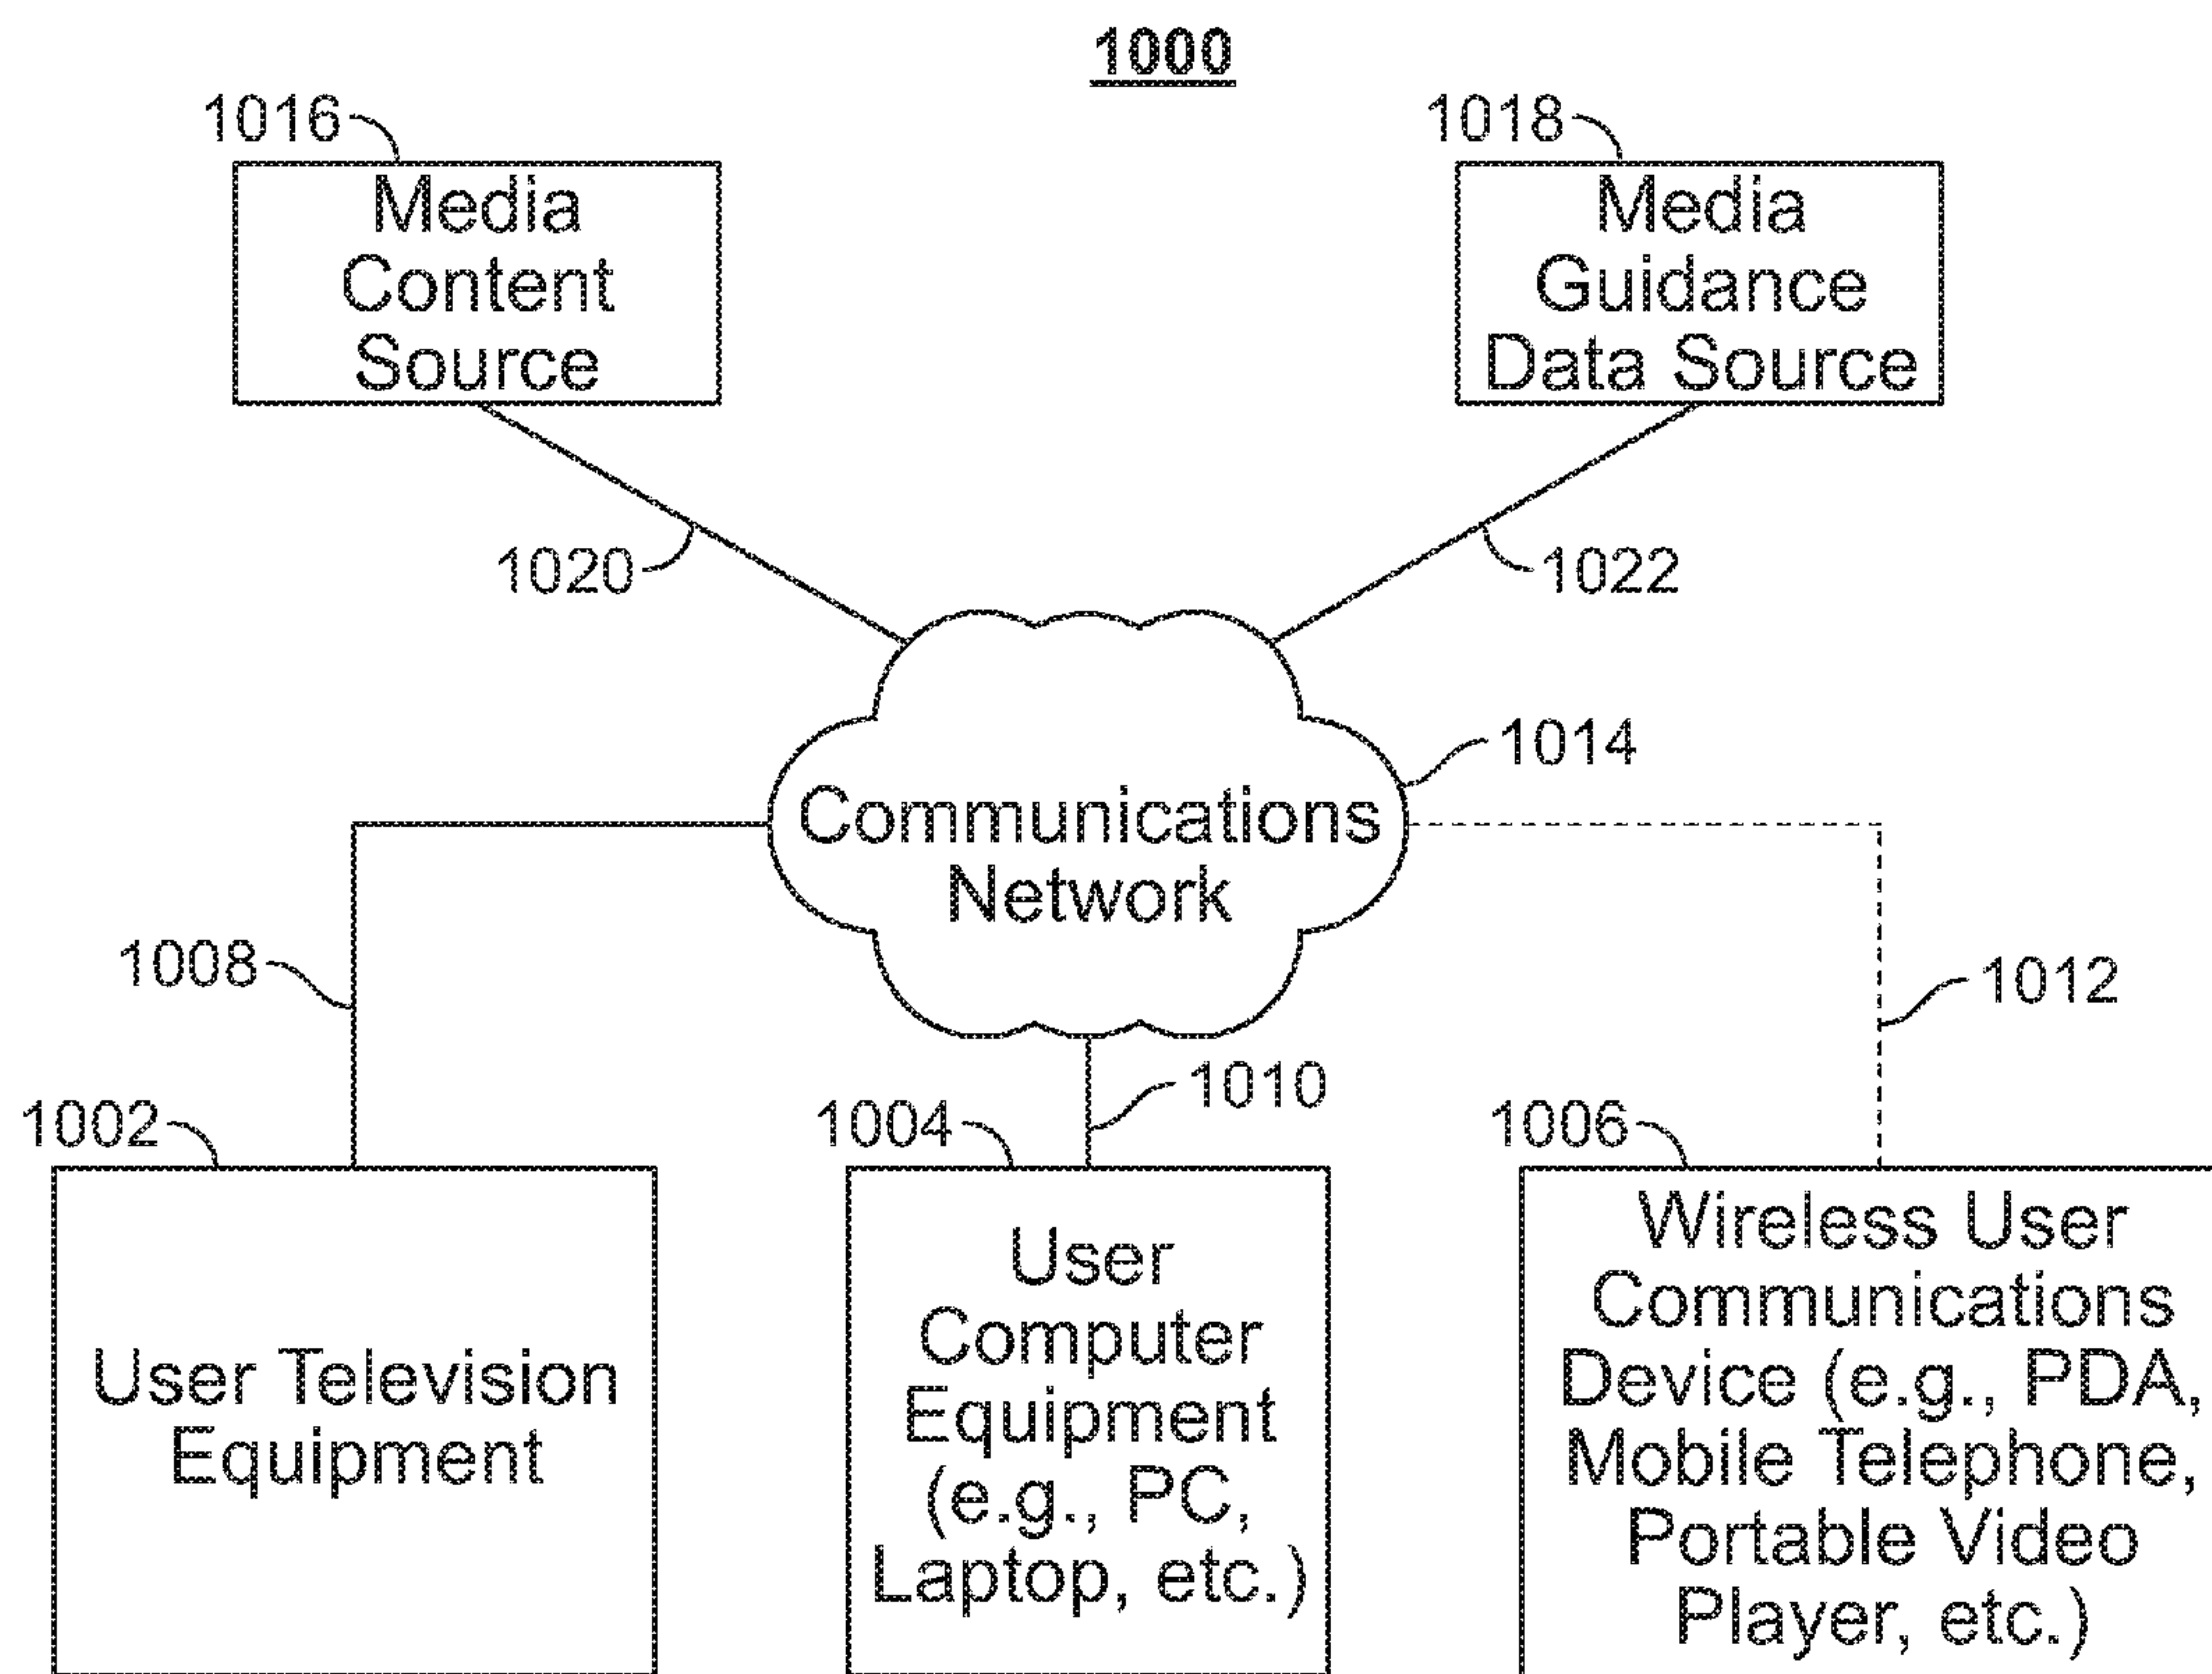 1000
1016
Media
Content
Source
1018
Media
Guidance
Data Source
1020
1022
1014
Communications
Network
1008
1012
1010
1002
User Television
Equipment
1004
User
Computer
Equipment
(e.g., PC,
Laptop, etc.)
1006
Wireless User
Communications
Device (e.g., PDA,
Mobile Telephone,
Portable Video
Player, etc.)